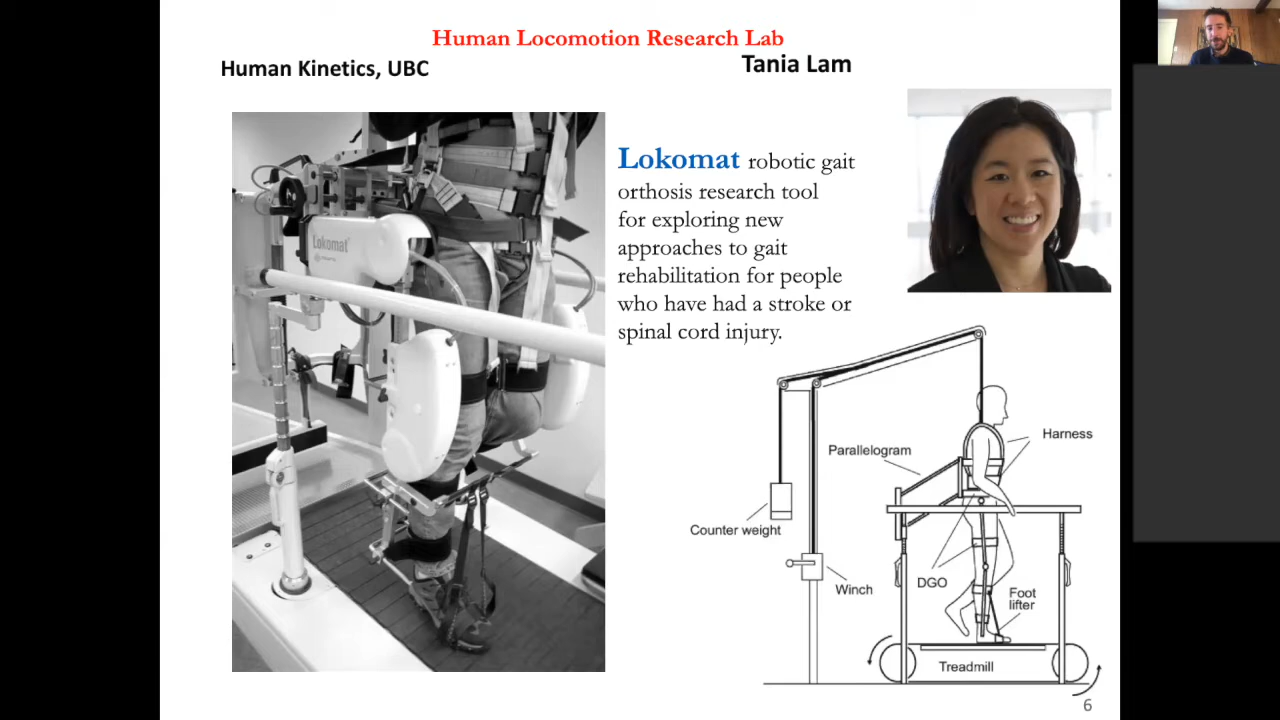 Human Locomotion Research Lab
Human Kinetics, UBC
Tania Lam
Lokomat robotic gait
orthosis research tool
for exploring new
approaches to gait
rehabilitation for people
who have had a stroke or
spinal cord injury.
Lokomat
Harness
Parallelogram
Counter weight
DGO
Winch
Foot
lifter
Treadmill
6